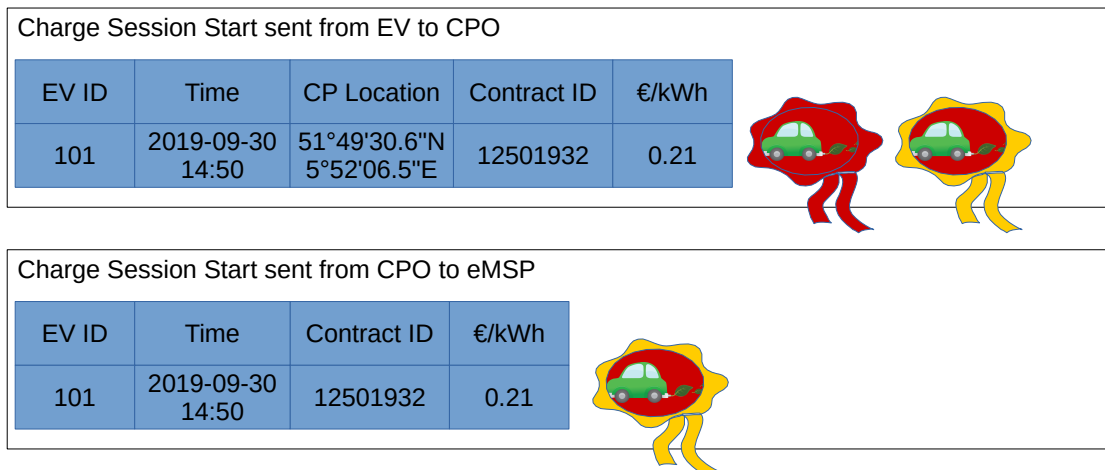 Charge Session Start sent from EV to CPO
EV ID Time CP Location Contract ID €/kWh
101 2019-09-30 14:50 51°49'30.6"N 5°52'06.5"E 12501932 0.21
Charge Session Start sent from CPO to eMSP
EV ID Time Contract ID €/kWh
101 2019-09-30 14:50 12501932 0.21